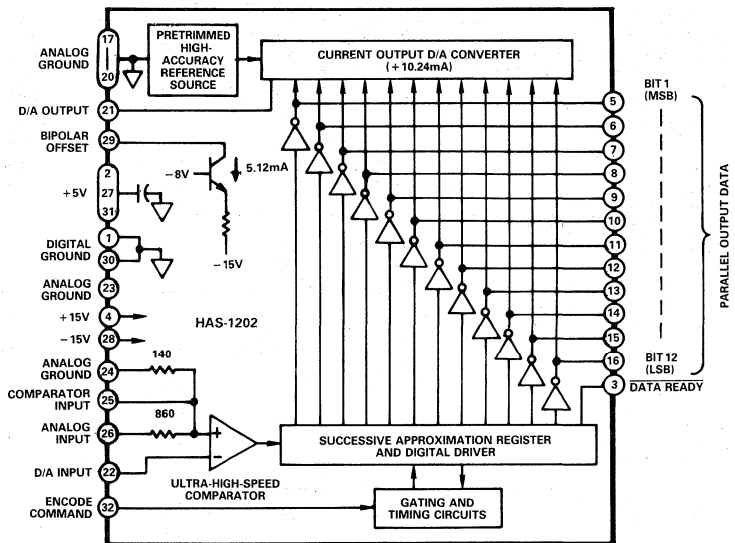 17
20
ANALOG
GROUND
PRETRIMMED
HIGH-
ACCURACY
REFERENCE
SOURCE
CURRENT OUTPUT D/A CONVERTER
(+10.24mA)
D/A OUTPUT
21
BIPOLAR
OFFSET
29
-8V
5.12mA
-15V
+5V
2
27
31
DIGITAL
GROUND
1
30
ANALOG
GROUND
23
+15V
4
-15V
28
HAS-1202
ANALOG
GROUND
24
140
COMPARATOR
INPUT
25
860
ANALOG
INPUT
26
+
−
D/A INPUT
22
ULTRA-HIGH-SPEED
COMPARATOR
ENCODE
COMMAND
32
SUCCESSIVE APPROXIMATION REGISTER
AND DIGITAL DRIVER
GATING AND
TIMING CIRCUITS
5
6
7
8
9
10
11
12
13
14
15
16
3
BIT 1
(MSB)
BIT 12
(LSB)
DATA READY
PARALLEL OUTPUT DATA